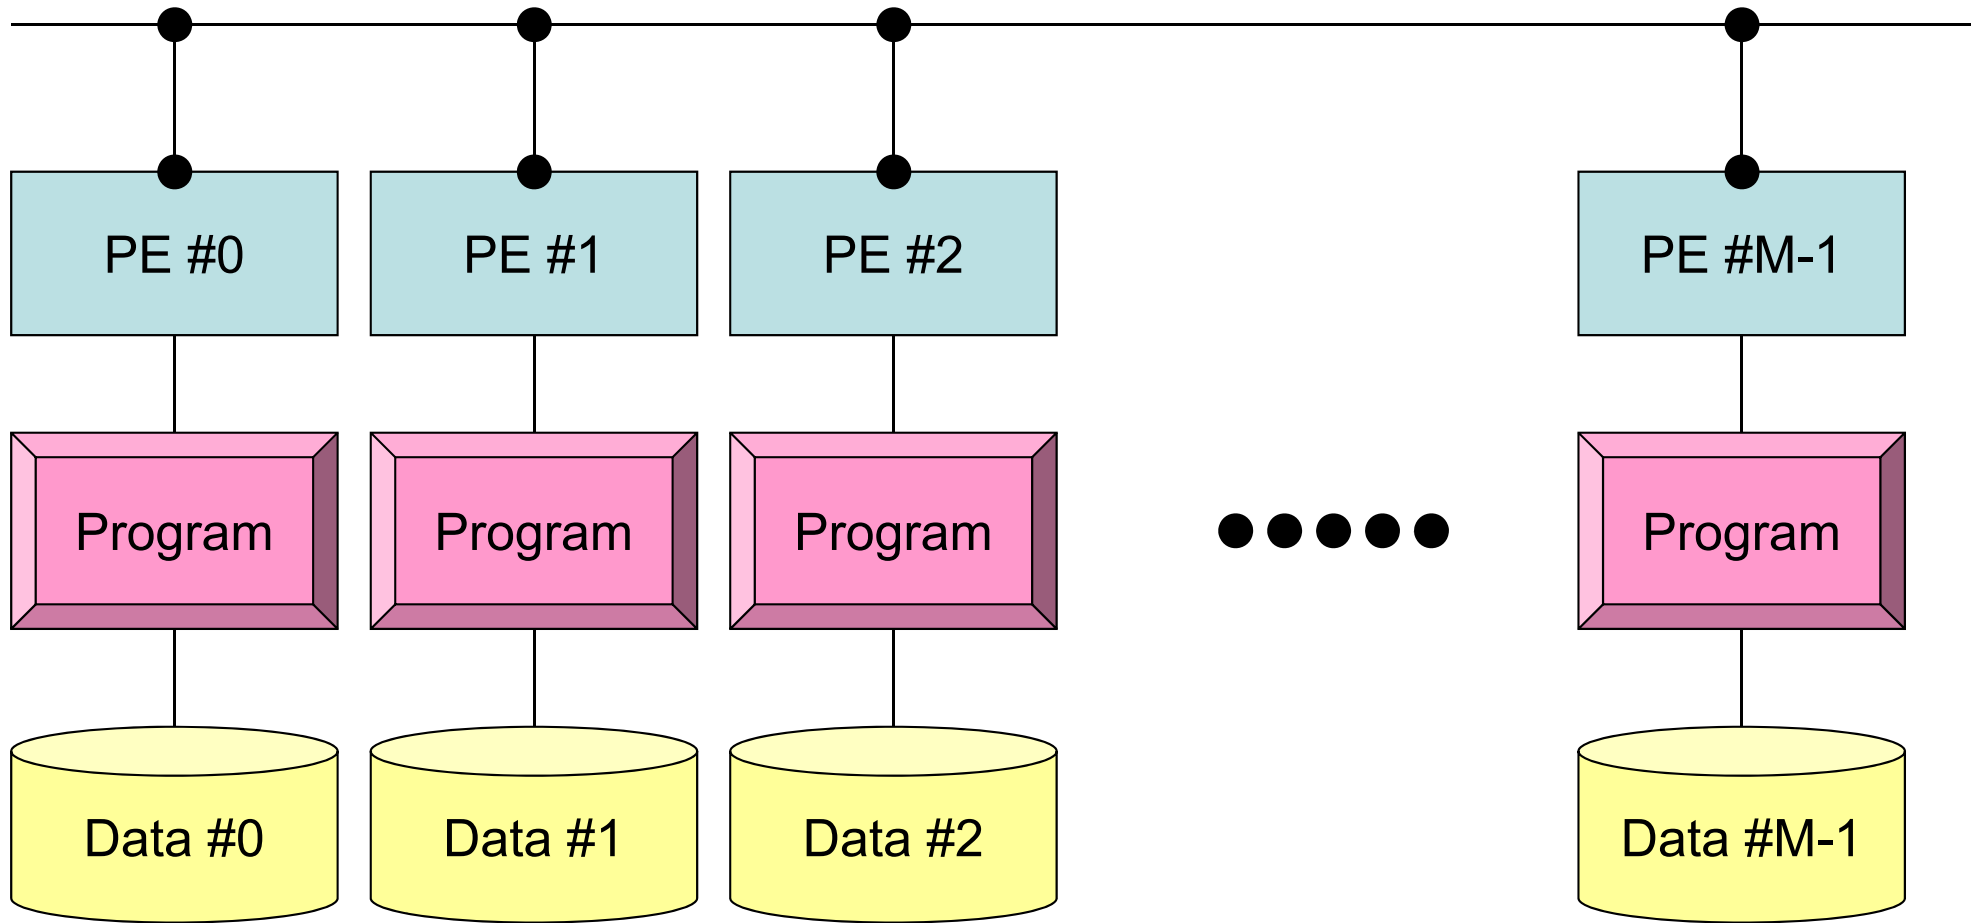 PE #0
PE #1
PE #2
PE #M-1
Program
Program
Program
Program
Data #0
Data #1
Data #2
Data #M-1